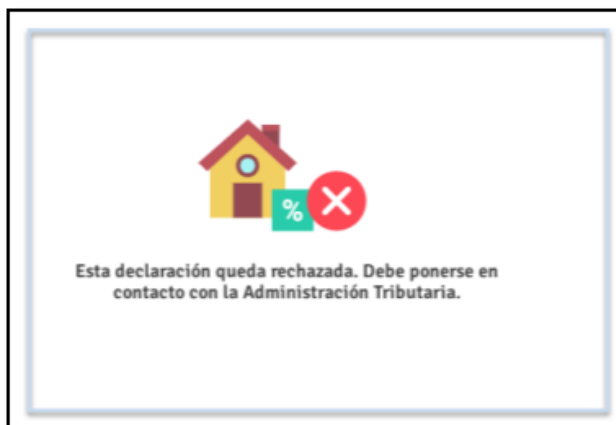 %
Esta declaración queda rechazada. Debe ponerse en
contacto con la Administración Tributaria.